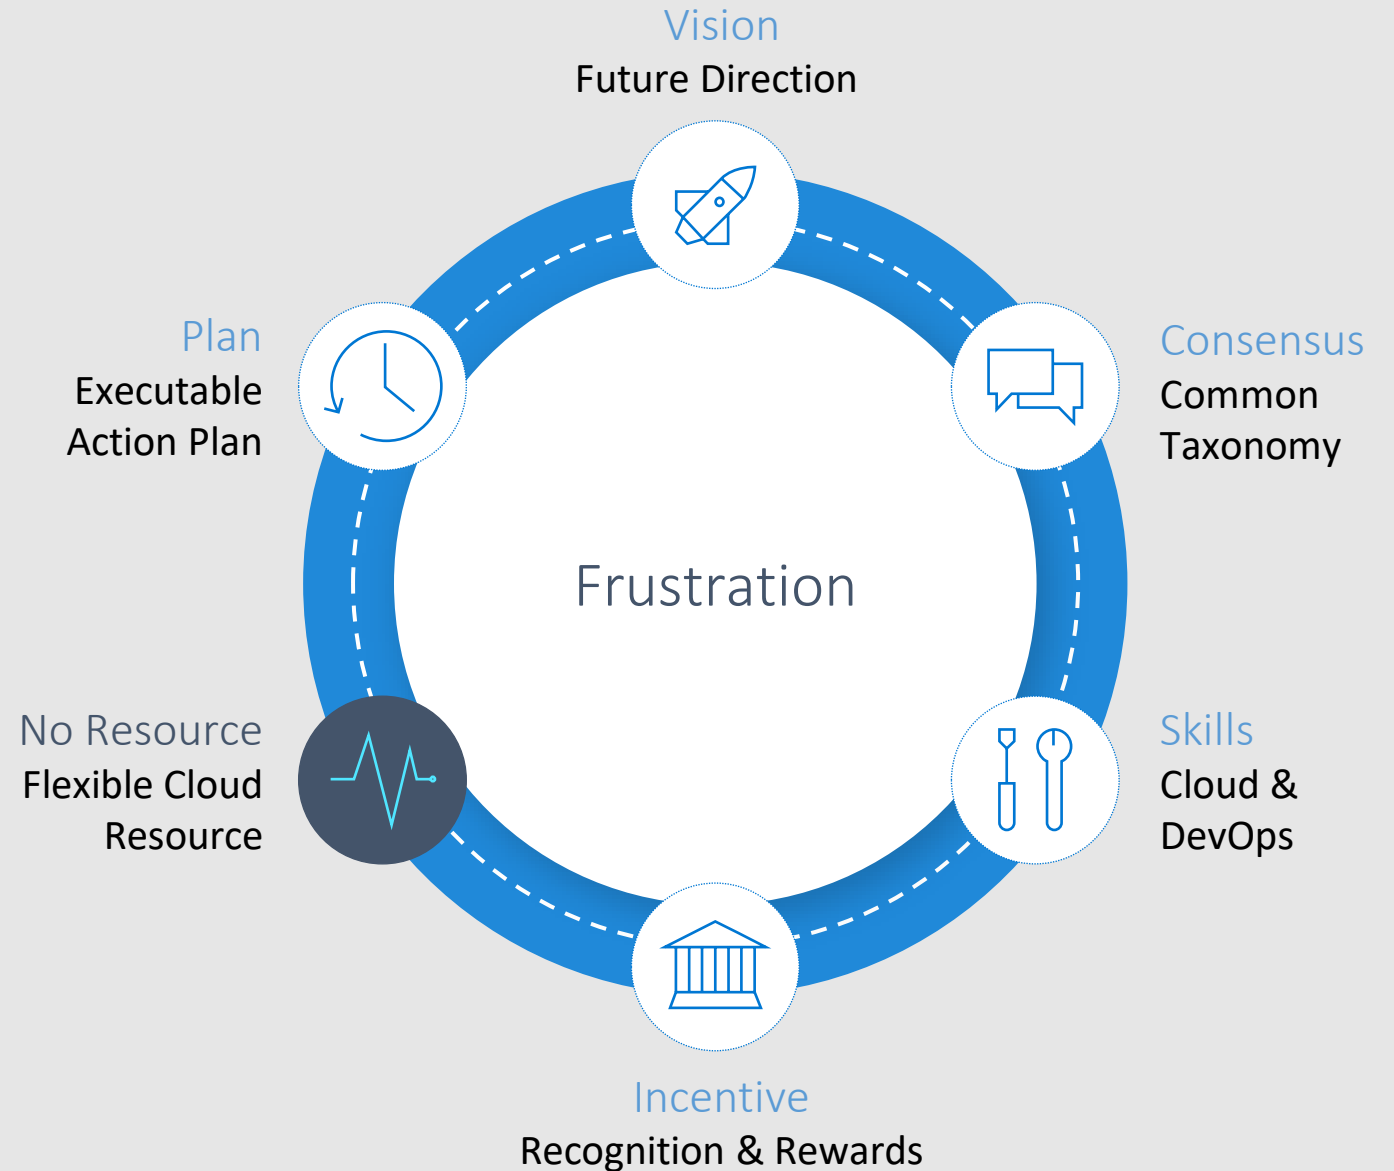 Vision
Future Direction
Plan
Executable
Action Plan
Consensus
Common
Taxonomy
Frustration
No Resource
Flexible Cloud
Resource
Skills
Cloud &
DevOps
Incentive
Recognition & Rewards